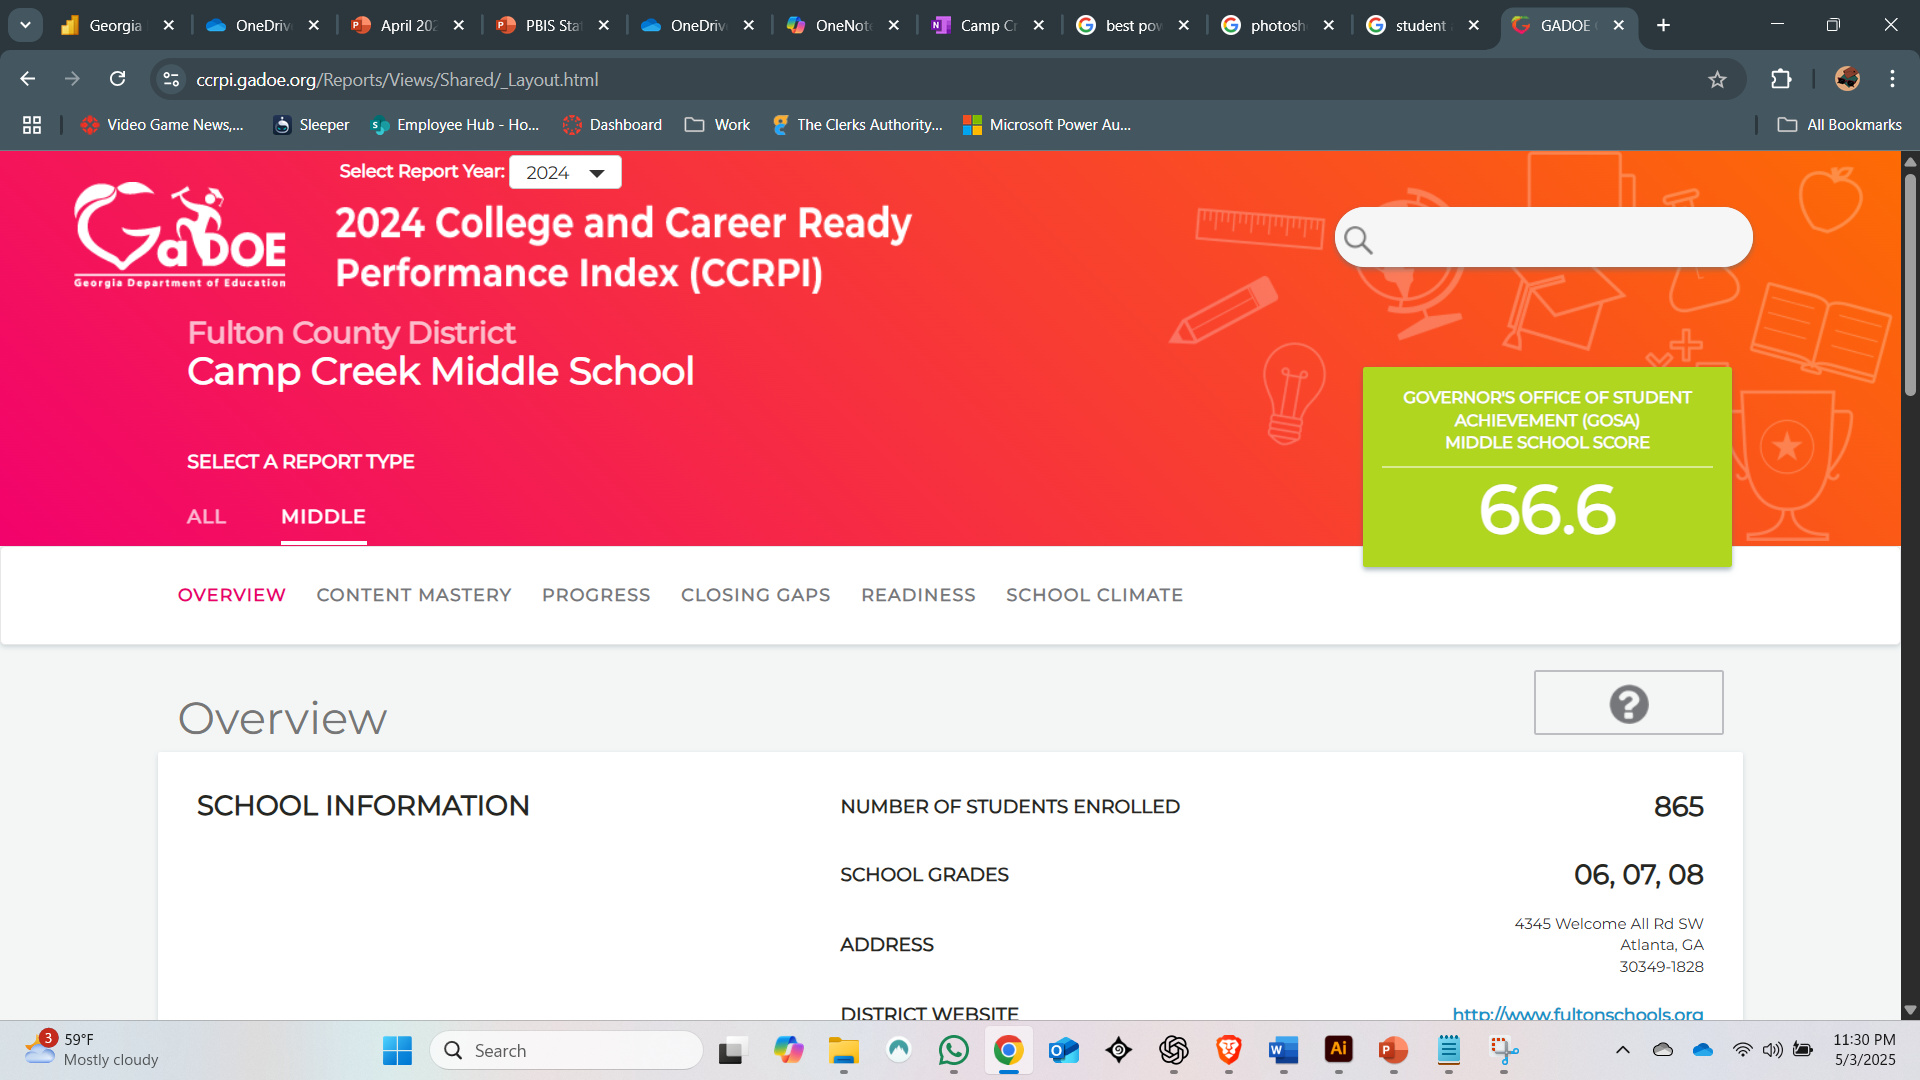 Georgia
OneDriv
April 202
PBIS Sta
OneDriv
OneNot
Camp Cr
best pow
photosh
student a
GADOE
ccrpi.gadoe.org/Reports/Views/Shared/_Layout.html
Video Game News,...
Sleeper
Employee Hub - Ho...
Dashboard
Work
The Clerks Authority...
Microsoft Power Au...
All Bookmarks
Select Report Year:
2024
GaDOE
Georgia Department of Education
2024 College and Career Ready
Performance Index (CCRPI)
Fulton County District
Camp Creek Middle School
SELECT A REPORT TYPE
ALL
MIDDLE
GOVERNOR'S OFFICE OF STUDENT
ACHIEVEMENT (GOSA)
MIDDLE SCHOOL SCORE
66.6
OVERVIEW
CONTENT MASTERY
PROGRESS
CLOSING GAPS
READINESS
SCHOOL CLIMATE
Overview
?
SCHOOL INFORMATION
NUMBER OF STUDENTS ENROLLED
865
SCHOOL GRADES
06, 07, 08
ADDRESS
4345 Welcome All Rd SW
Atlanta, GA
30349-1828
DISTRICT WEBSITE
http://www.fultonschools.org
3
59°F
Mostly cloudy
Search
Ai
11:30 PM
5/3/2025